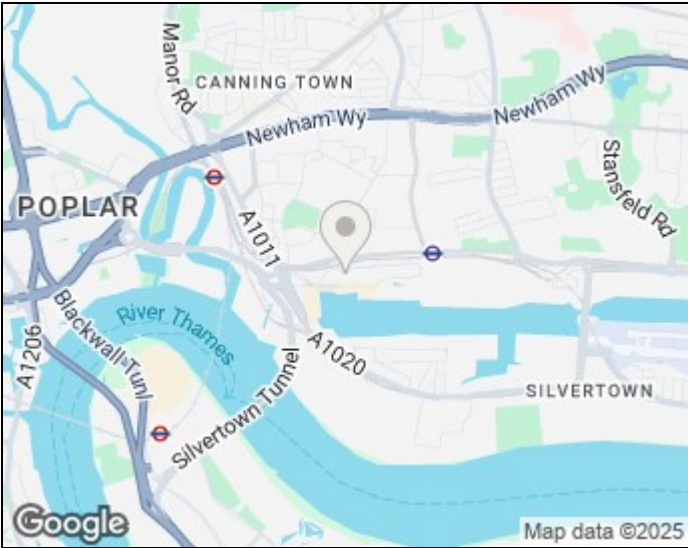 Manor Rd
CANNING TOWN
Newham Wy
Newham Wy
Stansfeld Rd
POPLAR
A1011
River Thames
Blackwall Tunl
A1206
A1020
Silvertown Tunnel
SILVERTOWN
Google
Map data ©2025